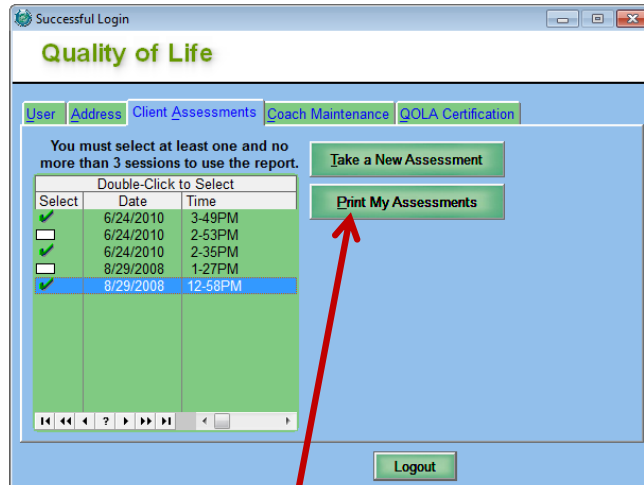 Successful Login
Quality of Life
User Address Client Assessments Coach Maintenance QOLA Certification
You must select at least one and no
more than 3 sessions to use the report.
Take a New Assessment
Print My Assessments
Double-Click to Select
Select Date Time
6/24/2010 3-49PM
6/24/2010 2-53PM
6/24/2010 2-35PM
8/29/2008 1-27PM
8/29/2008 12-58PM
?
Logout